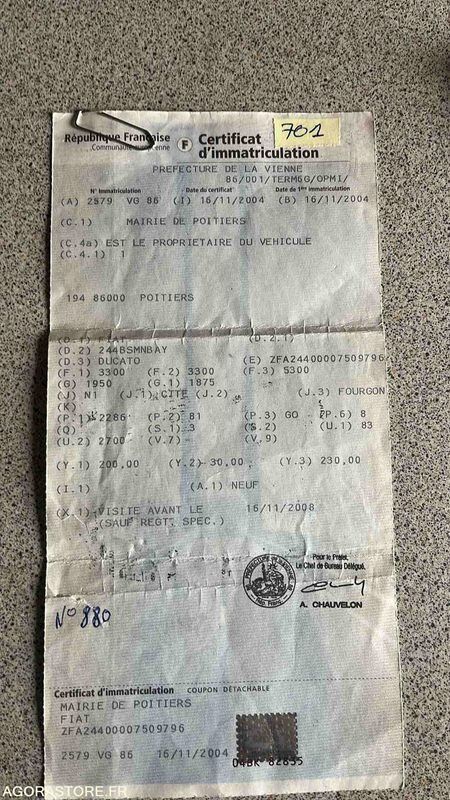 701
République Française
Communauté européenne
F Certificat
d'immatriculation
PREFECTURE DE LA VIENNE
86/001/TERM5G/OPMI/
N° Immatriculation Date du certificat Date de 1ère immatriculation
(A) 2579 VG 86 (I) 16/11/2004 (B) 16/11/2004
(C.1) MAIRIE DE POITIERS
(C.4a) EST LE PROPRIETAIRE DU VEHICULE
(C.4.1) 1
194 86000 POITIERS
(D.1) FIAT (D.2.1)
(D.2) 244BSMNBAY
(D.3) DUCATO (E) ZFA24400007509796
(F.1) 3300 (F.2) 3300 (F.3) 5300
(G) 1950 (G.1) 1875
(J) N1 (J.1) CTTE (J.2) (J.3) FOURGON
(K)
(P.1) 2286 (P.2) 81 (P.3) GO (P.6) 8
(Q) (S.1) 3 (S.2) (U.1) 83
(U.2) 2700 (V.7) (V.9)
(Y.1) 200,00 (Y.2) 30,00 (Y.3) 230,00
(I.1) (A.1) NEUF
(X.1) VISITE AVANT LE 16/11/2008
(SAUF REGT. SPEC.)
Pour le Préfet,
Le Chef de Bureau Délégué,
A. CHAUVELON
N° 880
Certificat d'immatriculation COUPON DÉTACHABLE
MAIRIE DE POITIERS
FIAT
ZFA24400007509796
2579 VG 86 16/11/2004
04BK 82835
AGORASTORE.FR